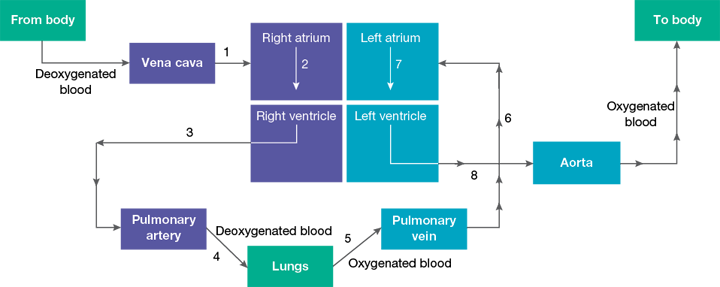 From body
To body
Deoxygenated
blood
Vena cava
1
Right atrium
2
Left atrium
7
Right ventricle
Left ventricle
3
6
8
Oxygenated
blood
Aorta
Pulmonary
artery
Deoxygenated blood
4
Lungs
5
Oxygenated blood
Pulmonary
vein